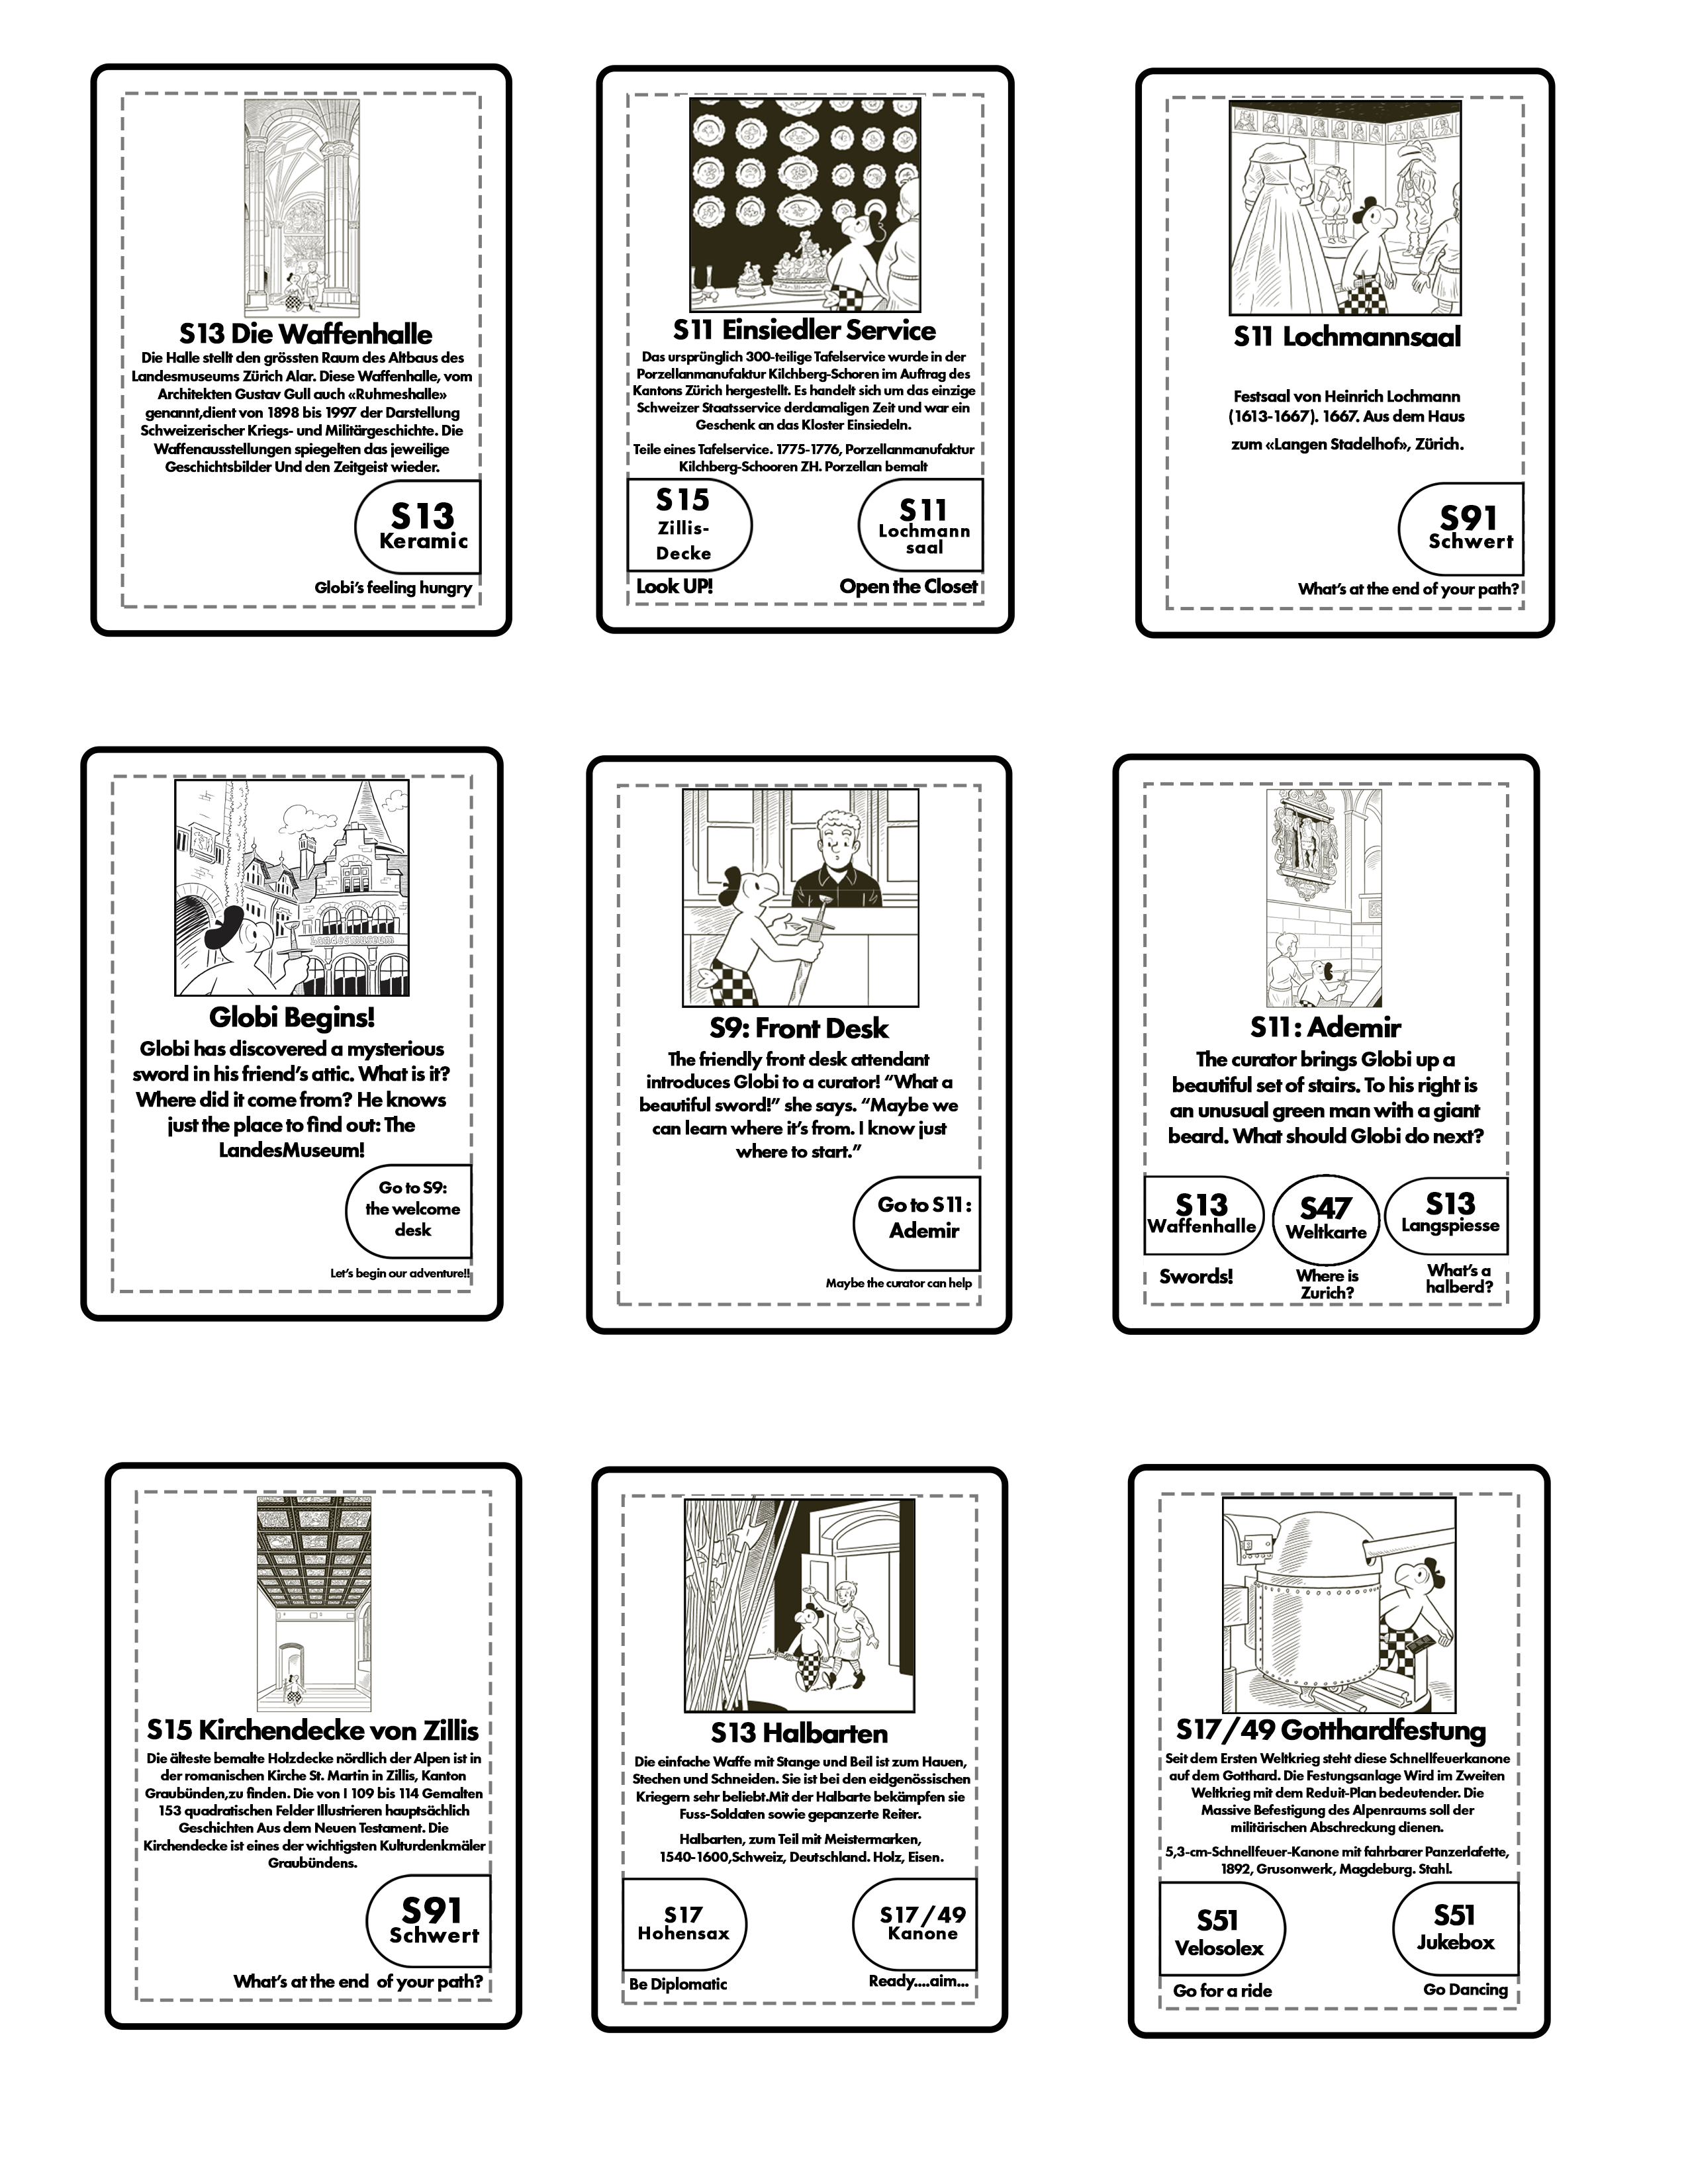 S13 Die Waffenhalle
Die Halle stellt den grössten Raum des Altbaus des
Landesmuseums Zürich Alar. Diese Waffenhalle, vom
Architekten Gustav Gull auch «Ruhmeshalle»
genannt,dient von 1898 bis 1997 der Darstellung
Schweizerischer Kriegs- und Militärgeschichte. Die
Waffenausstellungen spiegelten das jeweilige
Geschichtsbilder Und den Zeitgeist wieder.
S13
Keramic
Globi's feeling hungry
S11 Einsiedler Service
Das ursprünglich 300-teilige Tafelservice wurde in der
Porzellanmanufaktur Kilchberg-Schoren im Auftrag des
Kantons Zürich hergestellt. Es handelt sich um das einzige
Schweizer Staatsservice derdamaligen Zeit und war ein
Geschenk an das Kloster Einsiedeln.
Teile eines Tafelservice. 1775-1776, Porzellanmanufaktur
Kilchberg-Schooren ZH. Porzellan bemalt
S15
Zillis-
Decke
Look UP!
S11
Lochmann
saal
Open the Closet
S11 Lochmannsaal
Festsaal von Heinrich Lochmann
(1613-1667). 1667. Aus dem Haus
zum «Langen Stadelhof», Zürich.
S91
Schwert
What's at the end of your path?
Landesmuseum
Globi Begins!
Globi has discovered a mysterious
sword in his friend's attic. What is it?
Where did it come from? He knows
just the place to find out: The
LandesMuseum!
Go to S9:
the welcome
desk
Let's begin our adventure!!
S9: Front Desk
The friendly front desk attendant
introduces Globi to a curator! "What a
beautiful sword!" she says. "Maybe we
can learn where it's from. I know just
where to start."
Go to S11:
Ademir
Maybe the curator can help
S11: Ademir
The curator brings Globi up a
beautiful set of stairs. To his right is
an unusual green man with a giant
beard. What should Globi do next?
S13
Waffenhalle
Swords!
S47
Weltkarte
Where is
Zurich?
S13
Langspiesse
What's a
halberd?
S15 Kirchendecke von Zillis
Die älteste bemalte Holzdecke nördlich der Alpen ist in
der romanischen Kirche St. Martin in Zillis, Kanton
Graubünden,zu finden. Die von I 109 bis 114 Gemalten
153 quadratischen Felder Illustrieren hauptsächlich
Geschichten Aus dem Neuen Testament. Die
Kirchendecke ist eines der wichtigsten Kulturdenkmäler
Graubündens.
S91
Schwert
What's at the end of your path?
S13 Halbarten
Die einfache Waffe mit Stange und Beil ist zum Hauen,
Stechen und Schneiden. Sie ist bei den eidgenössischen
Kriegern sehr beliebt.Mit der Halbarte bekämpfen sie
Fuss-Soldaten sowie gepanzerte Reiter.
Halbarten, zum Teil mit Meistermarken,
1540-1600,Schweiz, Deutschland. Holz, Eisen.
S17
Hohensax
Be Diplomatic
S17/49
Kanone
Ready....aim...
S17/49 Gotthardfestung
Seit dem Ersten Weltkrieg steht diese Schnellfeuerkanone
auf dem Gotthard. Die Festungsanlage Wird im Zweiten
Weltkrieg mit dem Reduit-Plan bedeutender. Die
Massive Befestigung des Alpenraums soll der
militärischen Abschreckung dienen.
5,3-cm-Schnellfeuer-Kanone mit fahrbarer Panzerlafette,
1892, Grusonwerk, Magdeburg. Stahl.
S51
Velosolex
Go for a ride
S51
Jukebox
Go Dancing